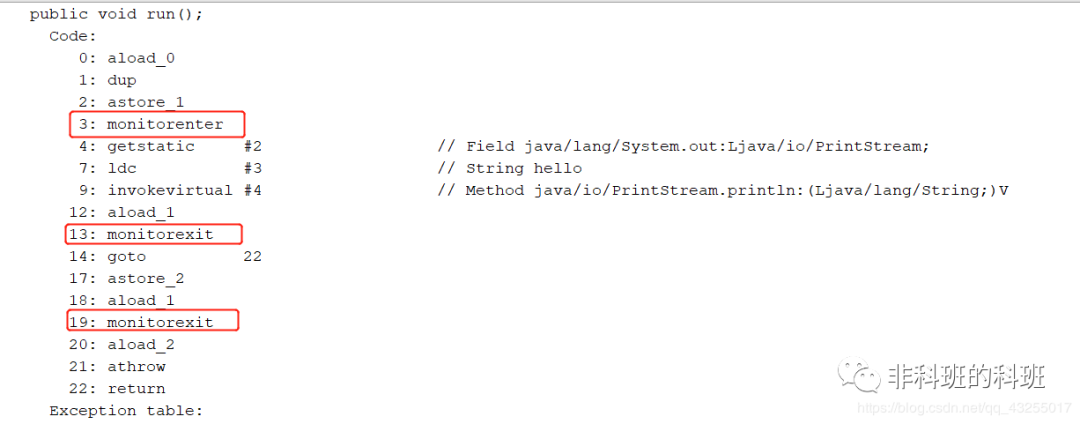 public void run();
Code:
0: aload_0
1: dup
2: astore_1
3: monitorenter
4: getstatic #2 // Field java/lang/System.out:Ljava/io/PrintStream;
7: ldc #3 // String hello
9: invokevirtual #4 // Method java/io/PrintStream.println:(Ljava/lang/String;)V
12: aload_1
13: monitorexit
14: goto 22
17: astore_2
18: aload_1
19: monitorexit
20: aload_2
21: athrow
22: return
Exception table:
非科班的科班
https://blog.csdn.net/qq_43255017